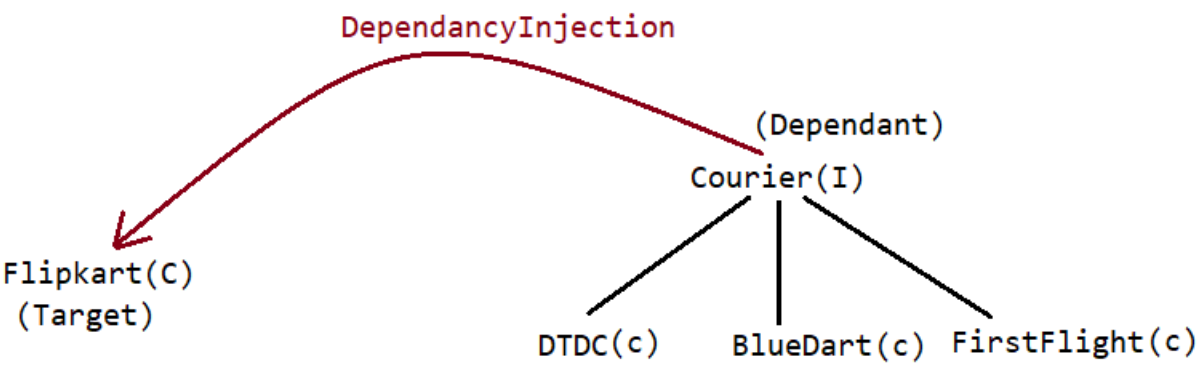 DependancyInjection
(Dependant)
Courier(I)
Flipkart(C)
(Target)
DTDC(c)
BlueDart(c)
FirstFlight(c)